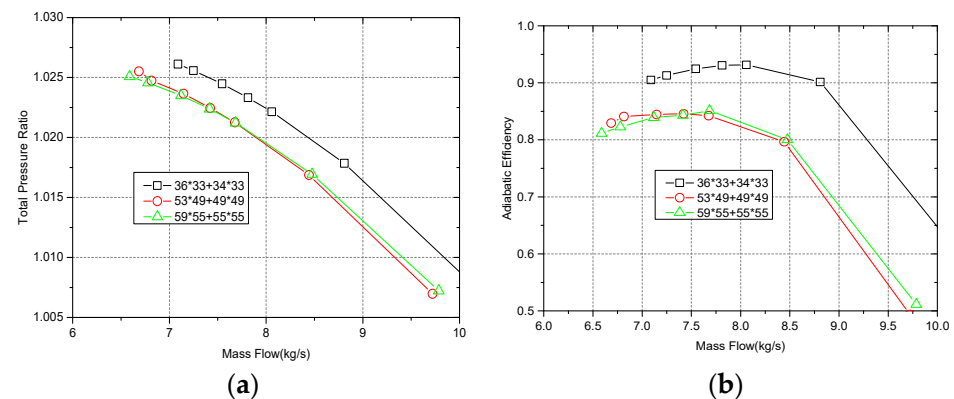 1.030
1.025
1.020
1.015
1.010
1.005
Total Pressure Ratio
36*33+34*33
53*49+49*49
59*55+55*55
6 7 8 9 10
Mass Flow(kg/s)
(a)
1.0
0.9
0.8
0.7
0.6
0.5
Adiabatic Efficiency
36*33+34*33
53*49+49*49
59*55+55*55
6.0 6.5 7.0 7.5 8.0 8.5 9.0 9.5 10.0
Mass Flow(kg/s)
(b)